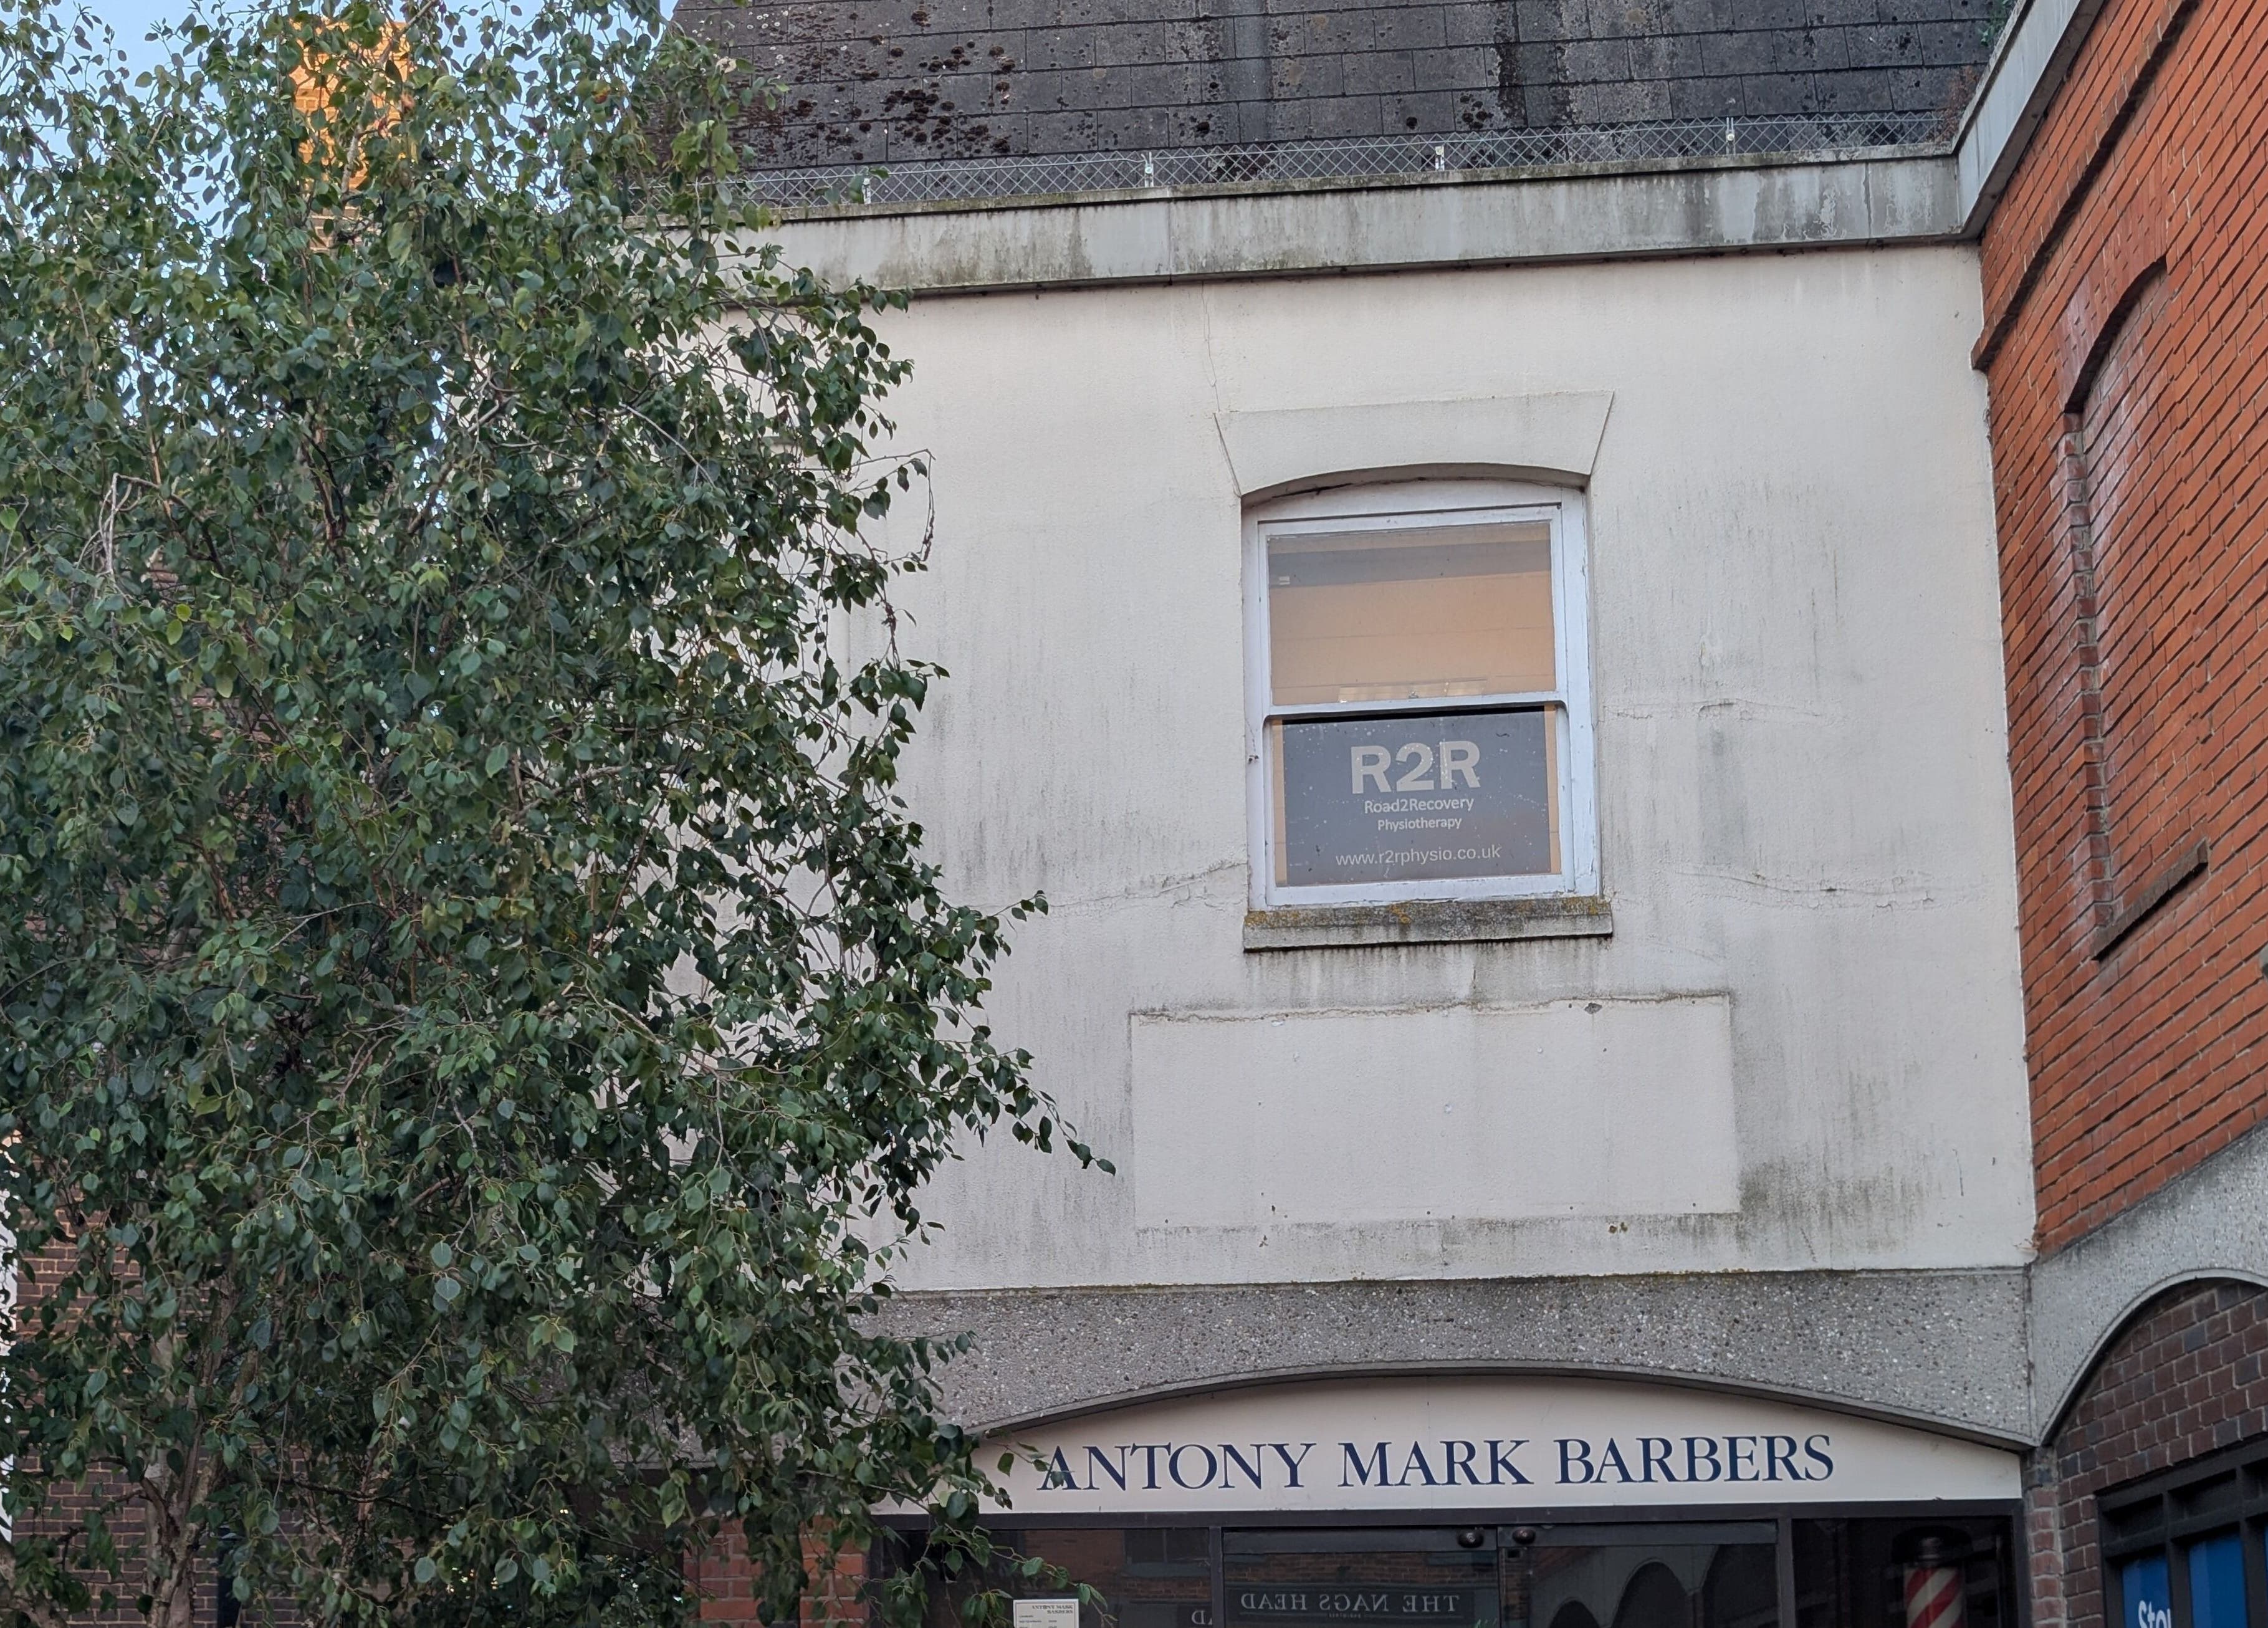 R2R
Road2Recovery
Physiotherapy
www.r2rphysio.co.uk
ANTONY MARK BARBERS
THE NAGS HEAD